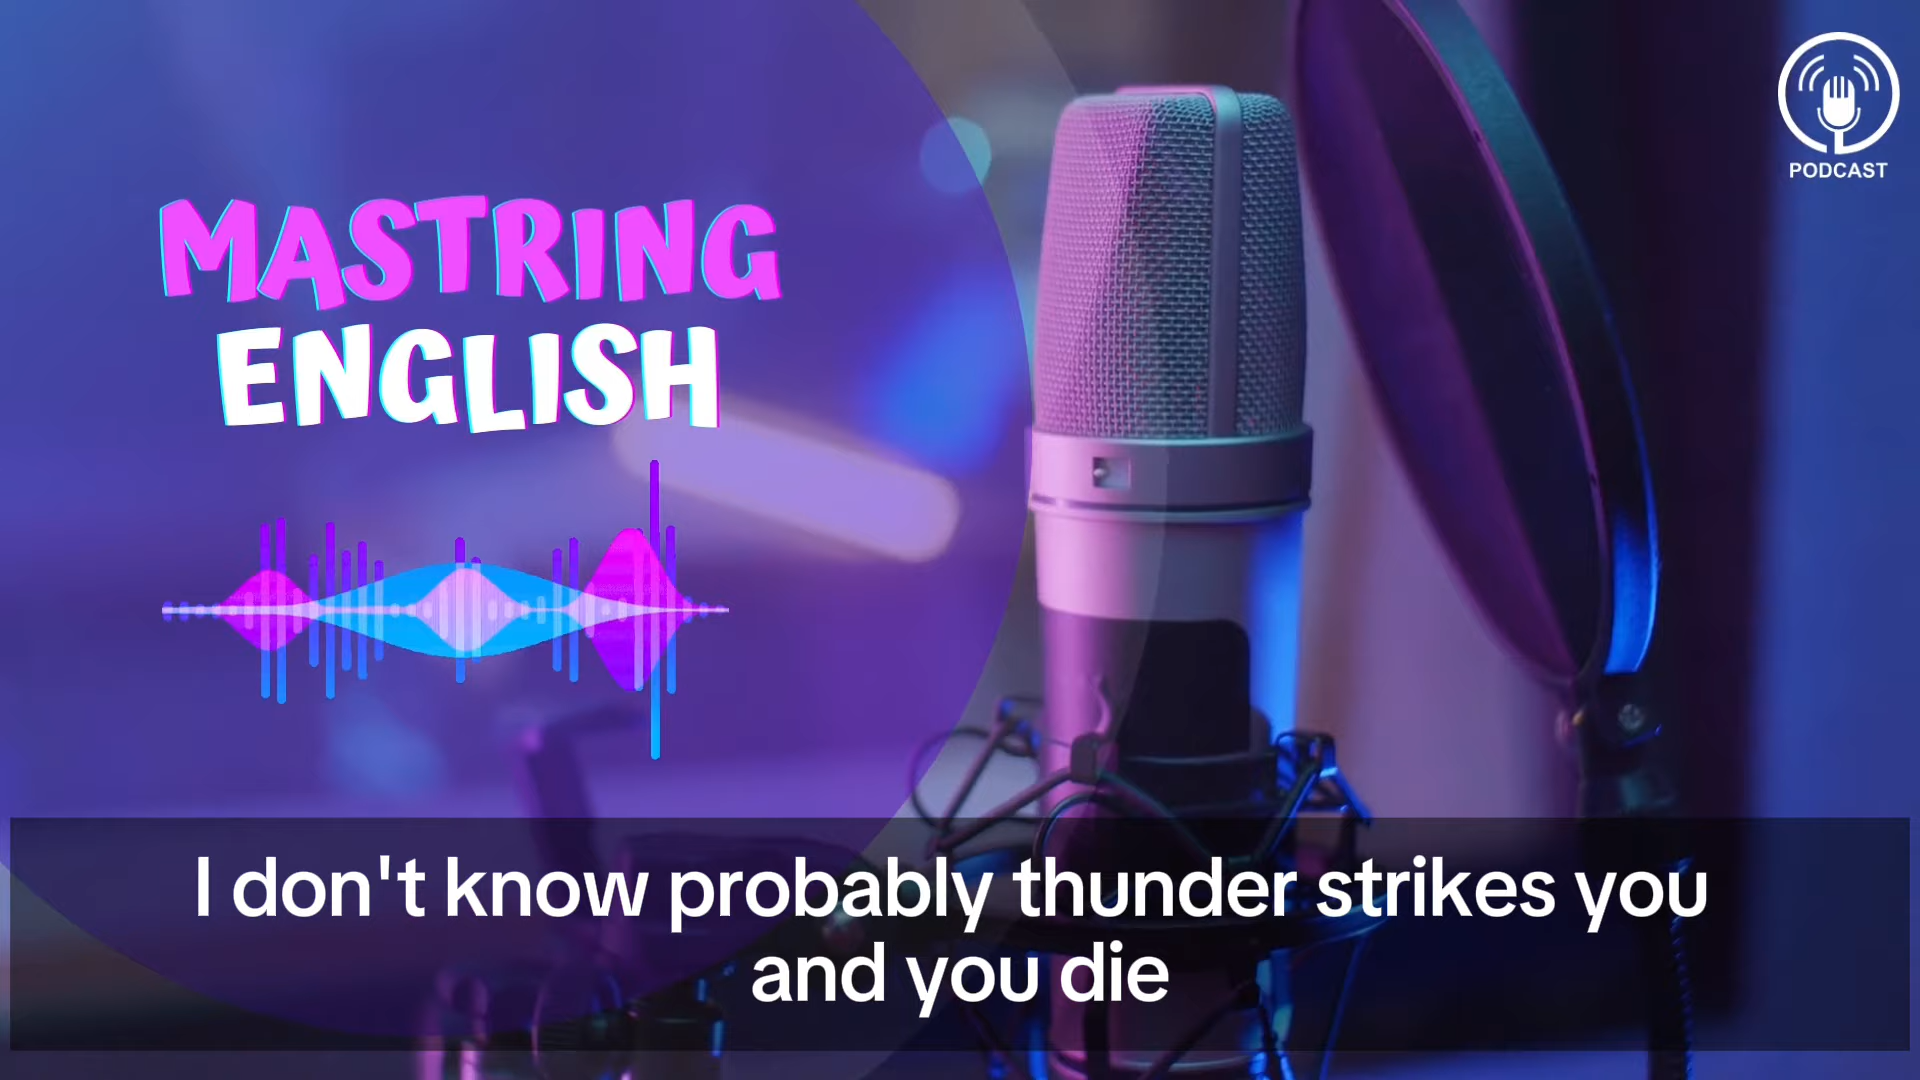 PODCAST
MASTRING
ENGLISH
I don't know probably thunder strikes you
and you die